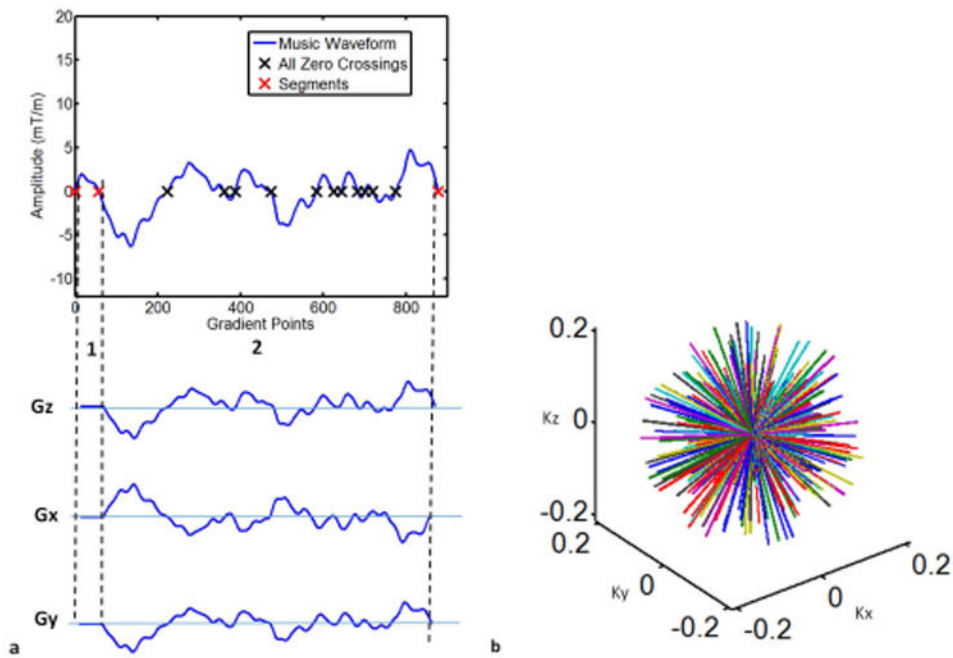 20
15
10
5
0
-5
-10
Amplitude (mT/m)
Music Waveform
All Zero Crossings
Segments
0 200 400 600 800
Gradient Points
1 2
Gz
Gx
Gy
a
0.2
Kz 0
-0.2
0.2
Ky 0
-0.2
-0.2
0 Kx
0.2
b